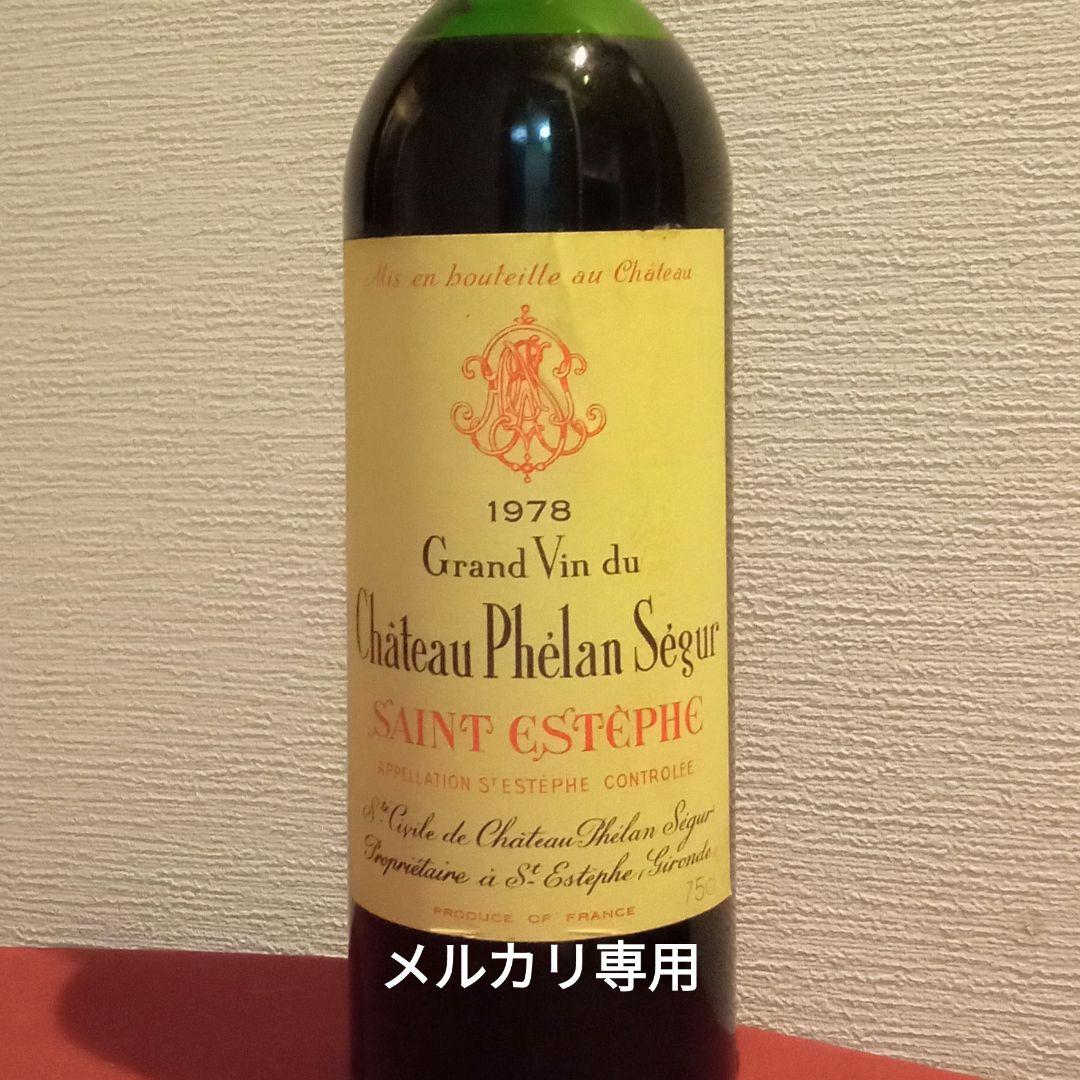 Mis en bouteille au Château
1978
Grand Vin du
Château Phélan Ségur
SAINT ESTÈPHE
APPELLATION ST ESTÈPHE CONTROLÉE
Sté Civile de Château Phélan Ségur
Propriétaire à St Estèphe (Gironde)
75cl
PRODUCE OF FRANCE
メルカリ専用